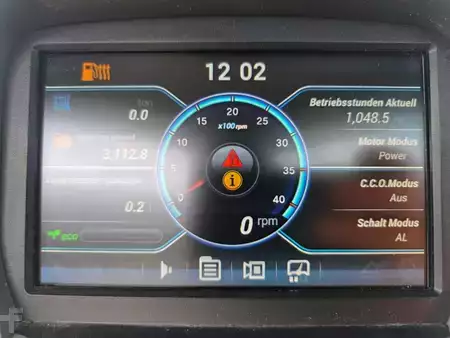 12 02
Betriebsstunden Aktuell
1,048.5
Motor Modus
Power
C.C.O.Modus
Aus
Schalt Modus
AL
0.0
3,112.8
0.2
eco
0
5
10
15
20
25
30
35
40
x100rpm
0 rpm